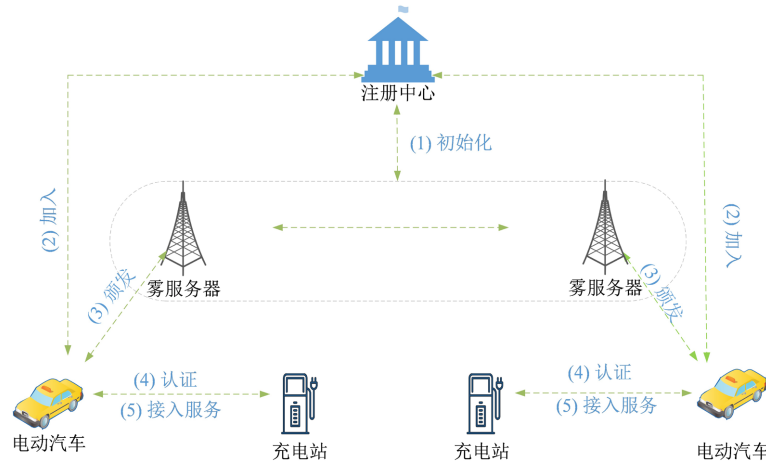 注册中心
(1) 初始化
(2) 加入
(2) 加入
雾服务器
雾服务器
(3) 颁发
(3) 颁发
(4) 认证
(5) 接入服务
(4) 认证
(5) 接入服务
电动汽车
充电站
充电站
电动汽车